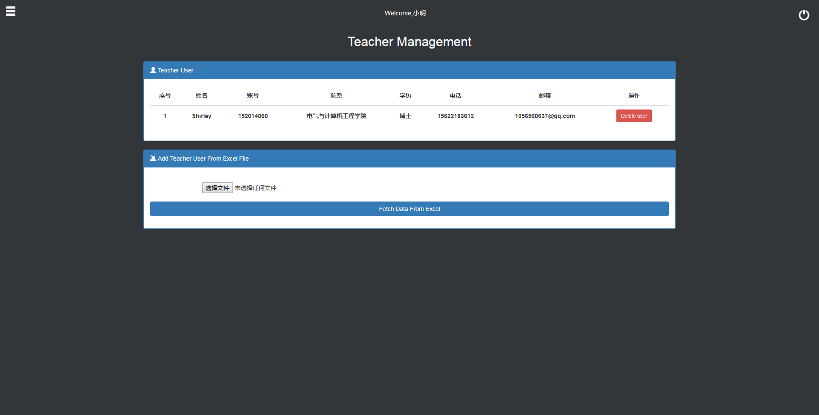 Welcome,小明
Teacher Management
Teacher User
序号 姓名 账号 院系 学历 电话 邮箱 操作
1 Shirley 152014060 电气与计算机工程学院 博士 15622183612 1056560637@qq.com Delete user
Add Teacher User From Excel File
选择文件 未选择任何文件
Fetch Data From Excel